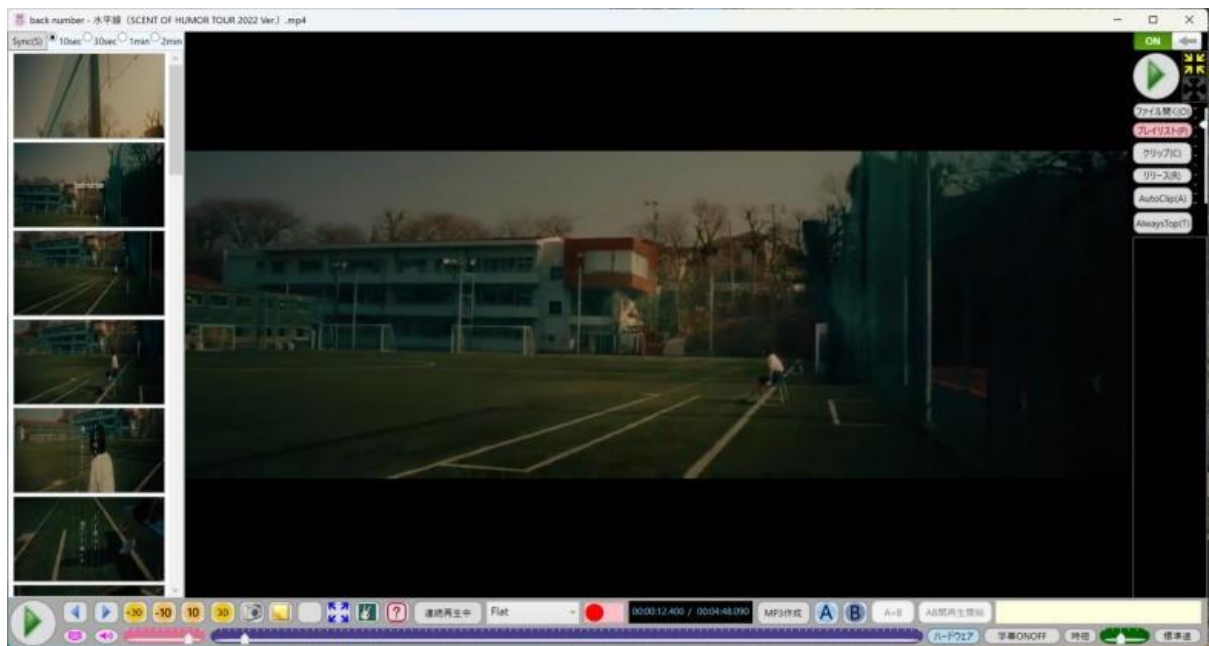 back number - 水平線（SCENT OF HUMOR TOUR 2022 Ver.）.mp4
Sync(S) 10sec 30sec 1min 2min
ON
ファイル開く(O)
プレイリスト(P)
クリップ(C)
リリース(R)
AutoClip(A)
AlwaysTop(T)
-30 -10 10 30 ? 連続再生中 Flat 00:00:12.400 / 00:04:48.090 MP3作成 A B A=B AB間再生開始
ハードウェア 字幕ONOFF 時短 標準速